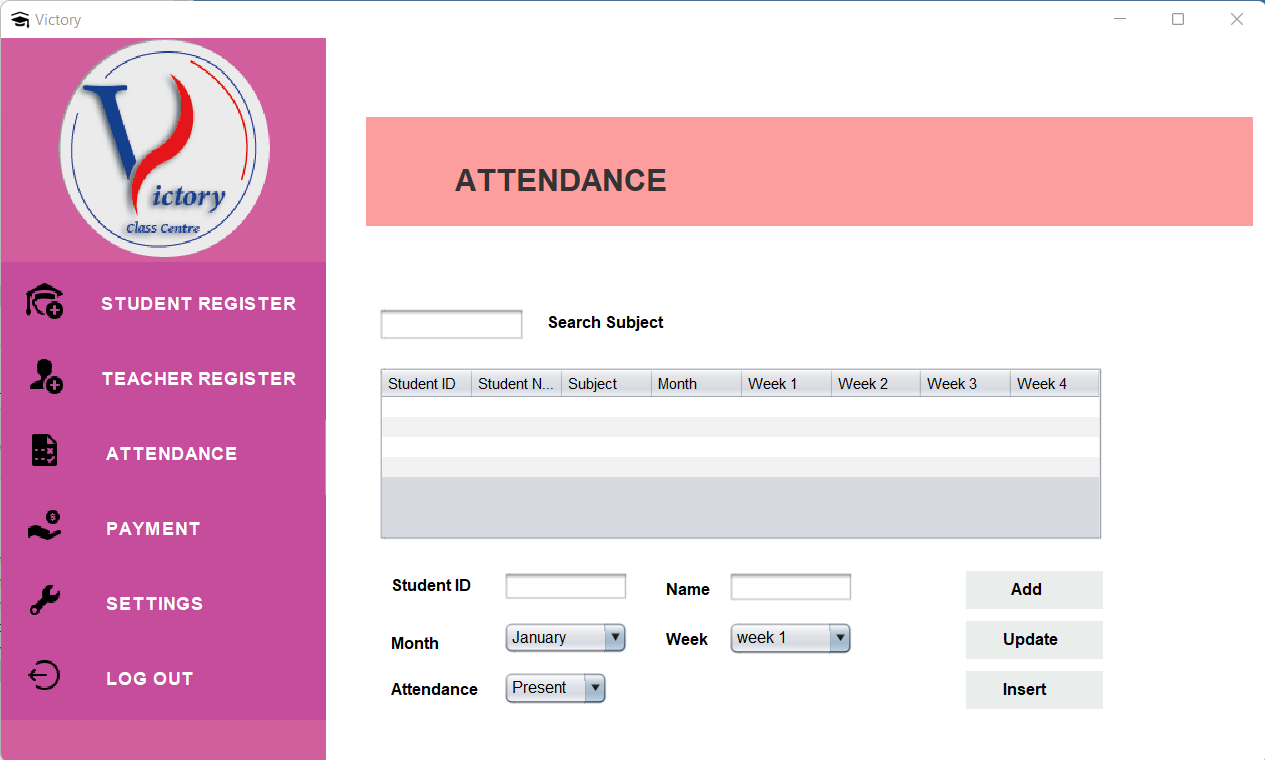 Victory
Victory
Class Centre
STUDENT REGISTER
TEACHER REGISTER
ATTENDANCE
PAYMENT
SETTINGS
LOG OUT
ATTENDANCE
Search Subject
Student ID Student N... Subject Month Week 1 Week 2 Week 3 Week 4
Student ID Name Add
Month January Week week 1 Update
Attendance Present Insert